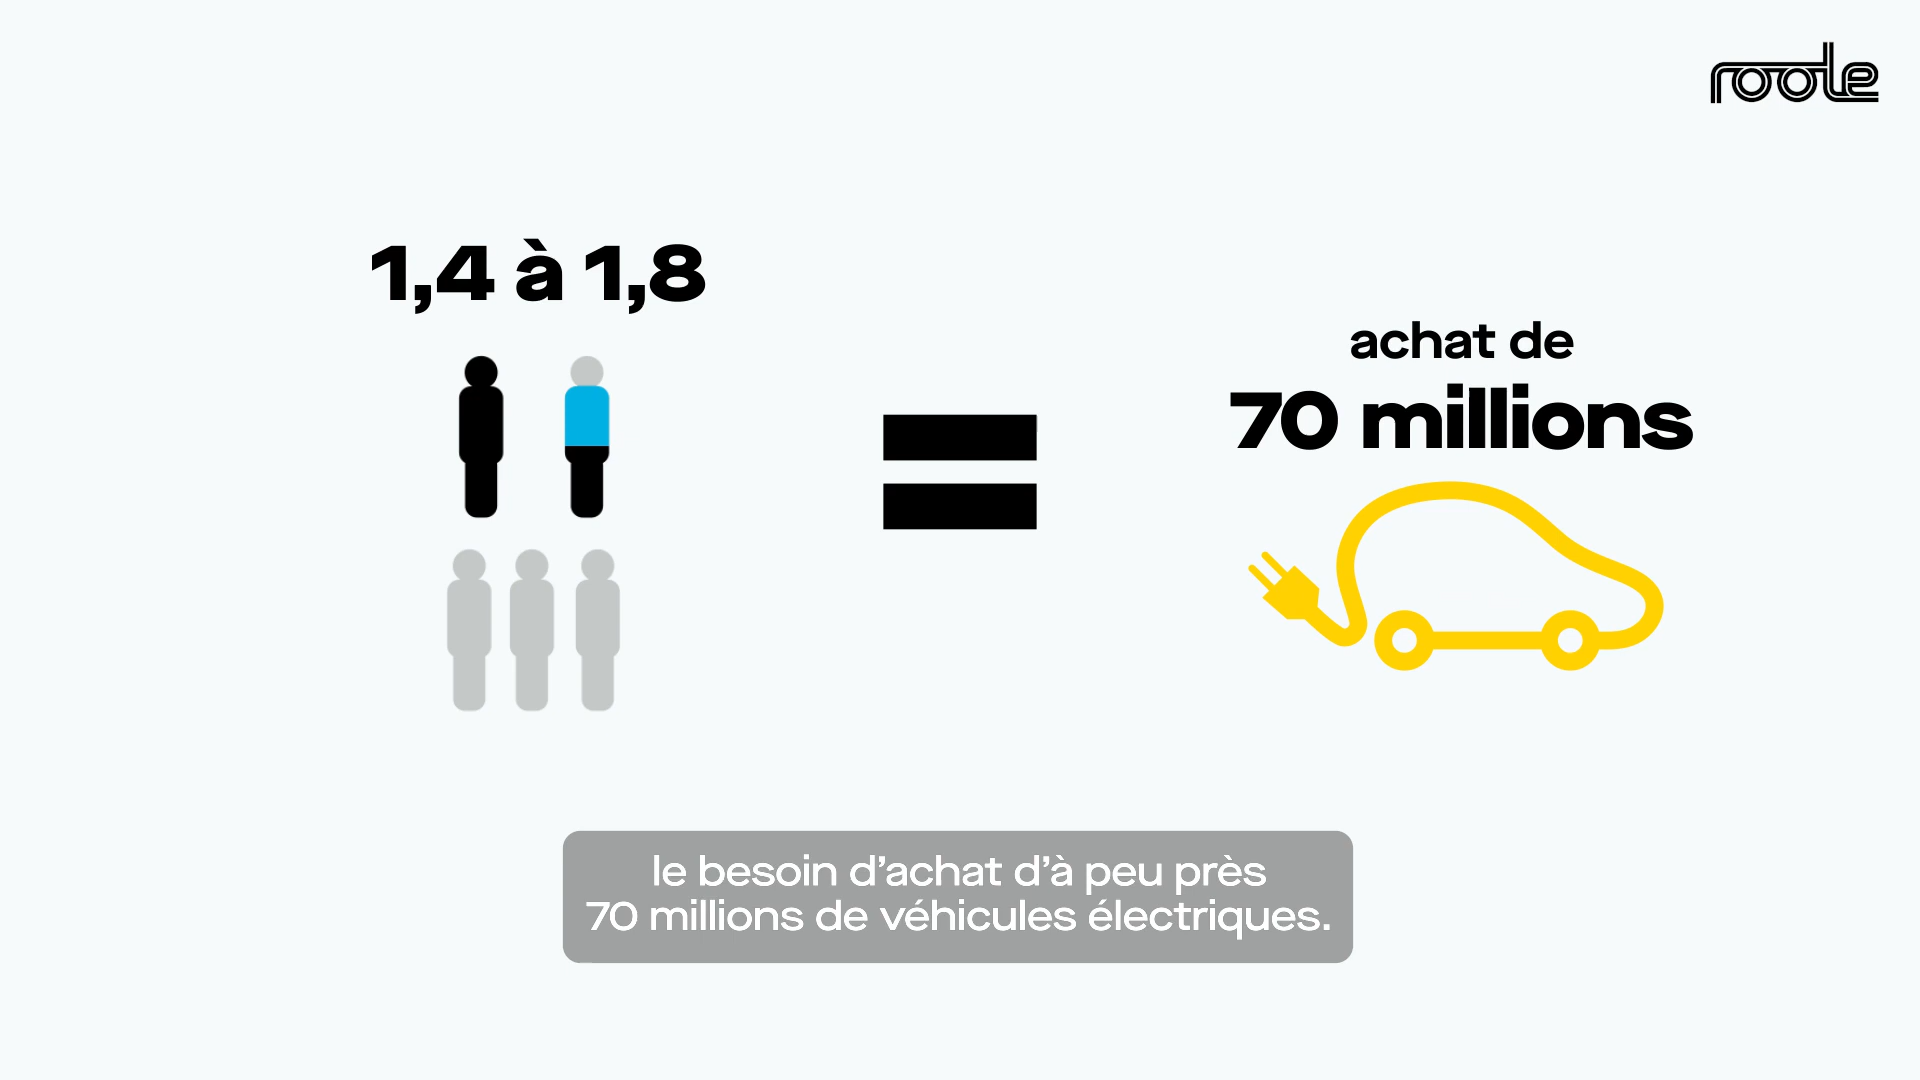 roole
1,4 à 1,8
achat de
70 millions
le besoin d’achat d’à peu près
70 millions de véhicules électriques.